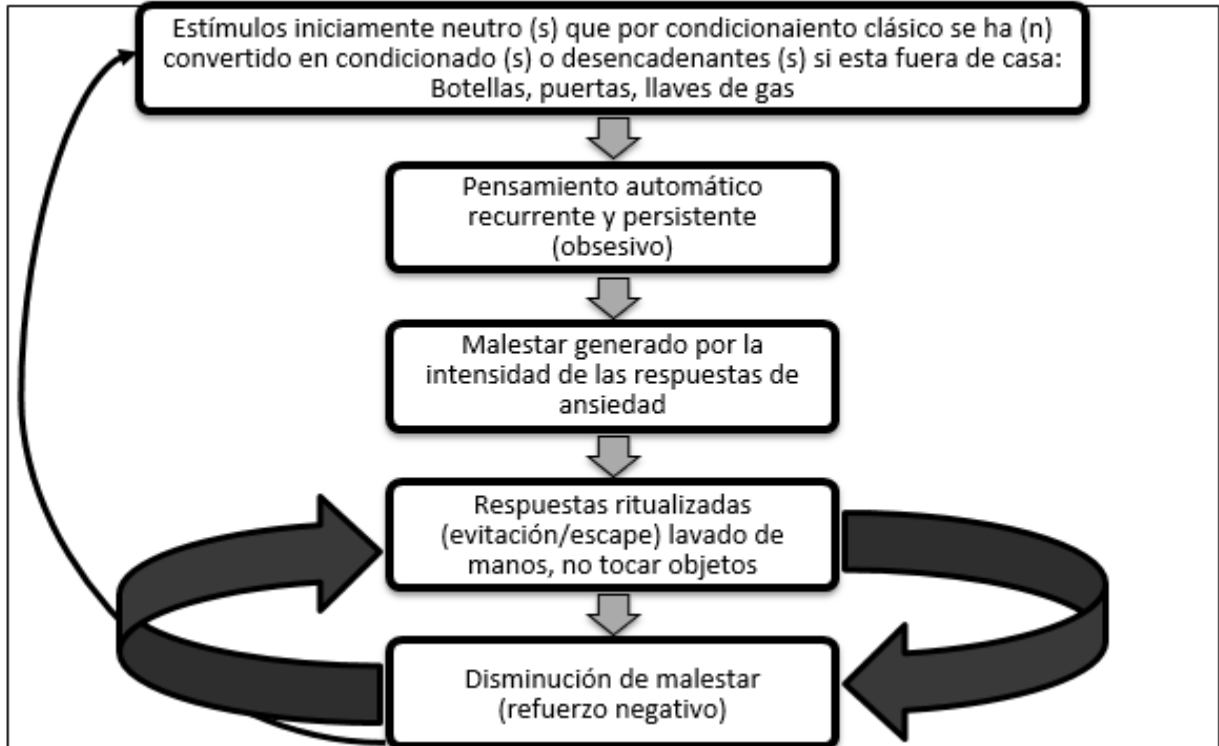 Estímulos iniciamente neutro (s) que por condicionaiento clásico se ha (n)
convertido en condicionado (s) o desencadenantes (s) si esta fuera de casa:
Botellas, puertas, llaves de gas
Pensamiento automático
recurrente y persistente
(obsesivo)
Malestar generado por la
intensidad de las respuestas de
ansiedad
Respuestas ritualizadas
(evitación/escape) lavado de
manos, no tocar objetos
Disminución de malestar
(refuerzo negativo)